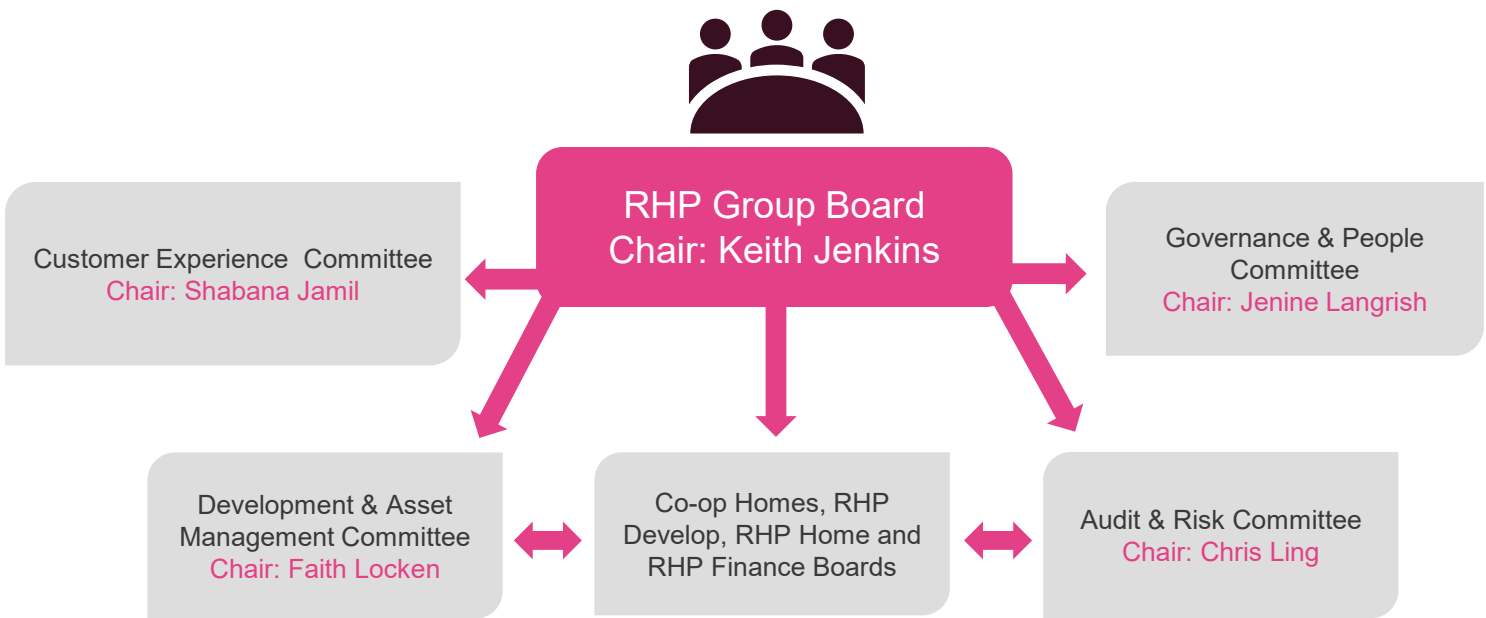 RHP Group Board
Chair: Keith Jenkins
Customer Experience  Committee
Chair: Shabana Jamil
Governance & People
Committee
Chair: Jenine Langrish
Development & Asset
Management Committee
Chair: Faith Locken
Co-op Homes, RHP
Develop, RHP Home and
RHP Finance Boards
Audit & Risk Committee
Chair: Chris Ling